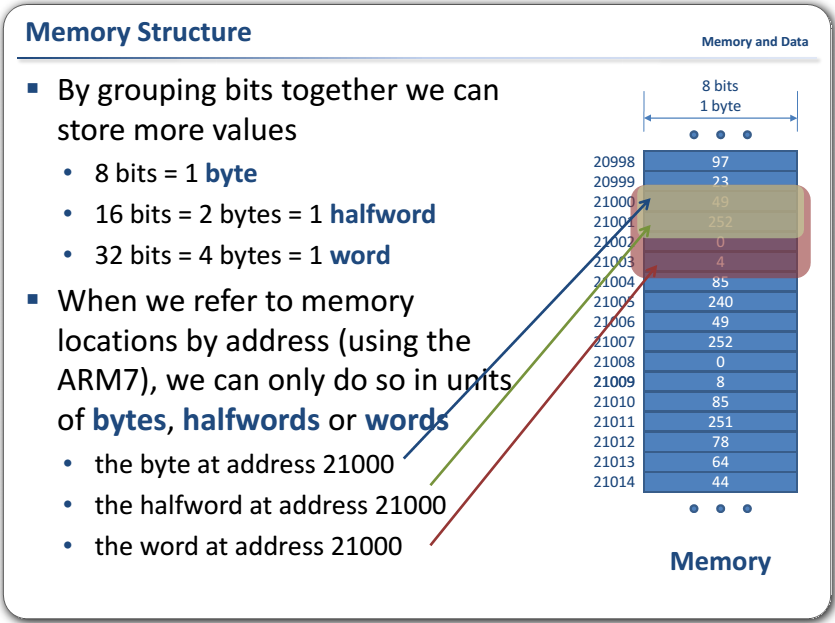 Memory Structure
Memory and Data
▪ By grouping bits together we can
store more values
• 8 bits = 1 byte
• 16 bits = 2 bytes = 1 halfword
• 32 bits = 4 bytes = 1 word
▪ When we refer to memory
locations by address (using the
ARM7), we can only do so in units
of bytes, halfwords or words
• the byte at address 21000
• the halfword at address 21000
• the word at address 21000
8 bits
1 byte
20998 97
20999 23
21000 49
21001 252
21002 0
21003 4
21004 85
21005 240
21006 49
21007 252
21008 0
21009 8
21010 85
21011 251
21012 78
21013 64
21014 44
Memory